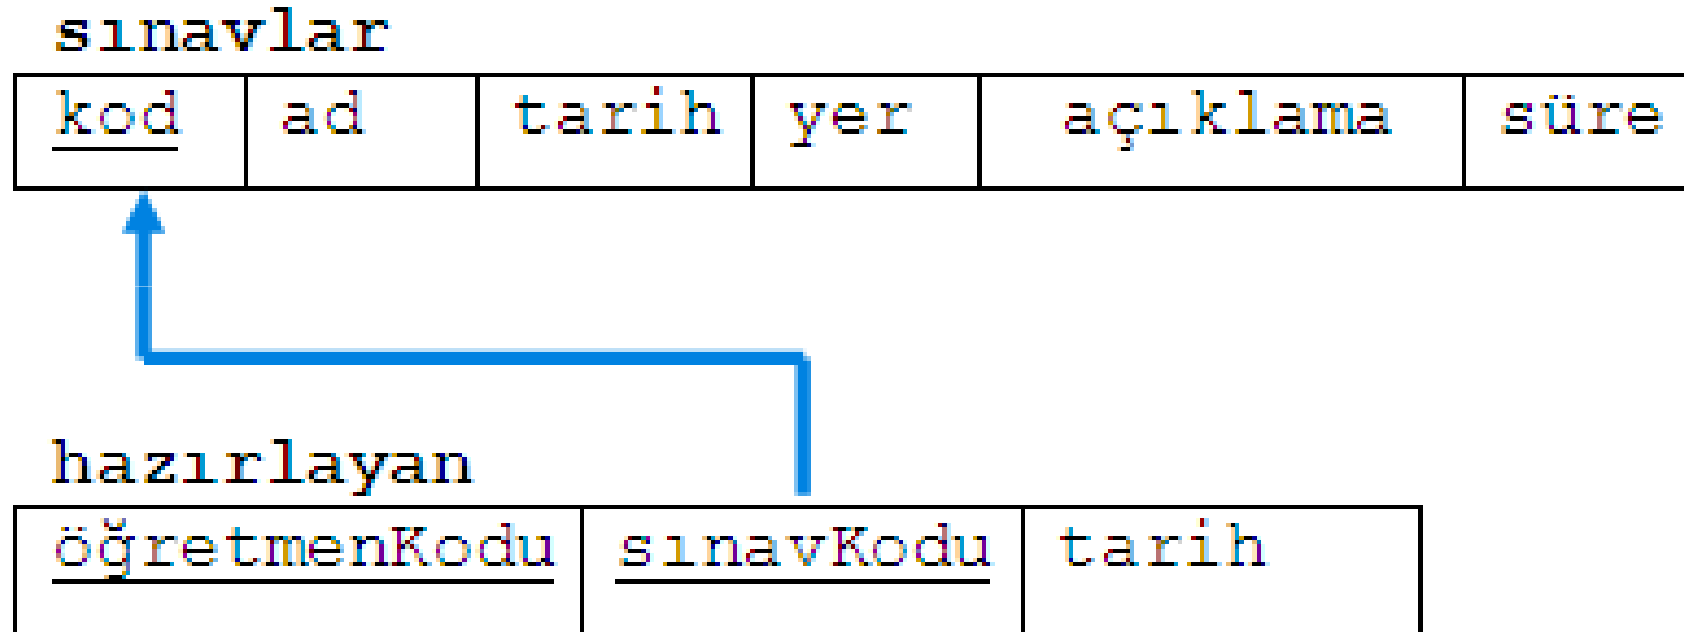 sınavlar
kod ad tarih yer açıklama süre
hazırlayan
öğretmenKodu sınavKodu tarih